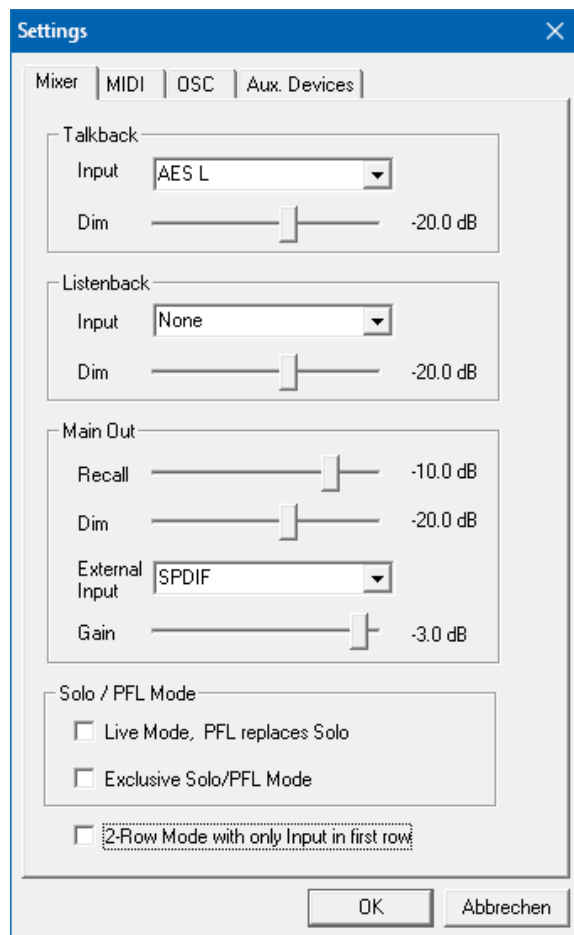 Settings
Mixer MIDI OSC Aux. Devices
Talkback
Input AES L
Dim -20.0 dB
Listenback
Input None
Dim -20.0 dB
Main Out
Recall -10.0 dB
Dim -20.0 dB
External
Input SPDIF
Gain -3.0 dB
Solo / PFL Mode
Live Mode, PFL replaces Solo
Exclusive Solo/PFL Mode
2-Row Mode with only Input in first row
OK Abbrechen